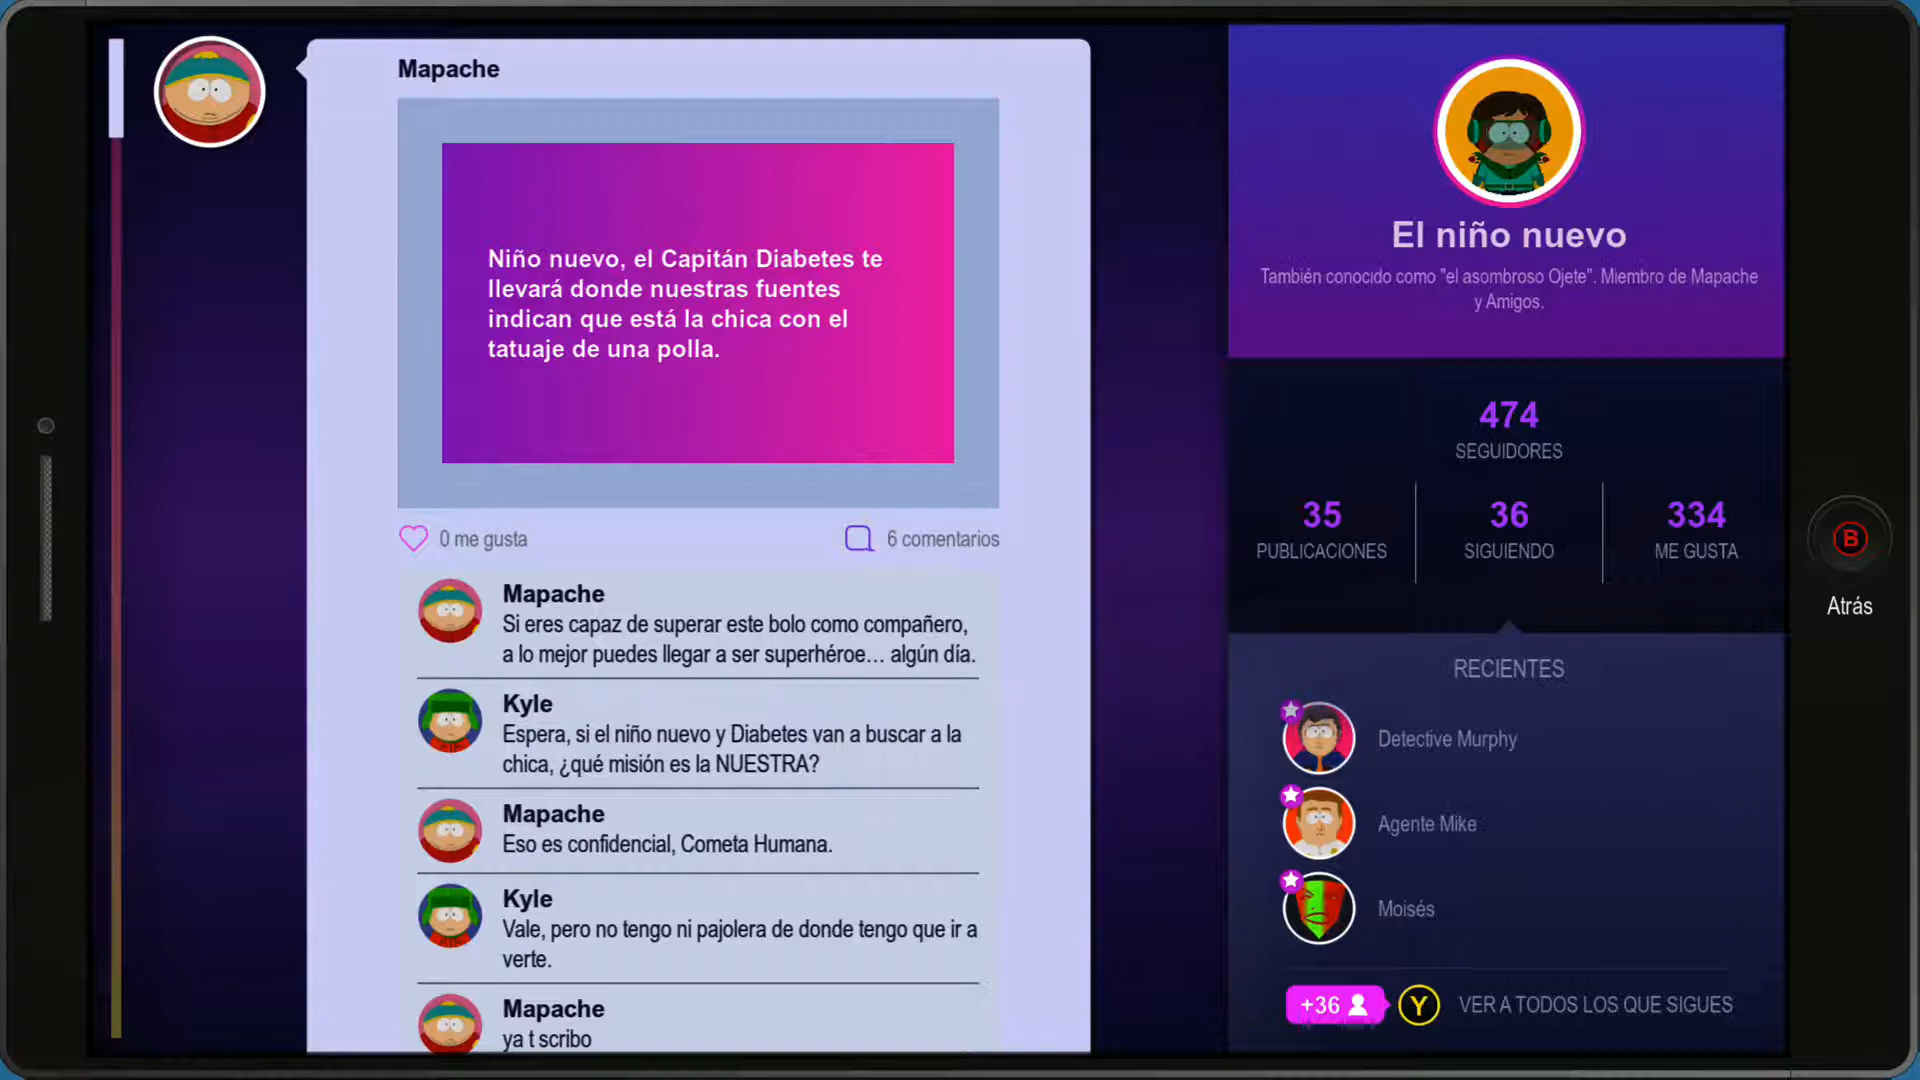 Mapache
Niño nuevo, el Capitán Diabetes te
llevará donde nuestras fuentes
indican que está la chica con el
tatuaje de una polla.
0 me gusta
6 comentarios
Mapache
Si eres capaz de superar este bolo como compañero,
a lo mejor puedes llegar a ser superhéroe... algún día.
Kyle
Espera, si el niño nuevo y Diabetes van a buscar a la
chica, ¿qué misión es la NUESTRA?
Mapache
Eso es confidencial, Cometa Humana.
Kyle
Vale, pero no tengo ni pajolera de donde tengo que ir a
verte.
Mapache
ya t scribo
El niño nuevo
También conocido como "el asombroso Ojete". Miembro de Mapache
y Amigos.
474
SEGUIDORES
35
PUBLICACIONES
36
SIGUIENDO
334
ME GUSTA
RECIENTES
Detective Murphy
Agente Mike
Moisés
+36
Y
VER A TODOS LOS QUE SIGUES
B
Atrás